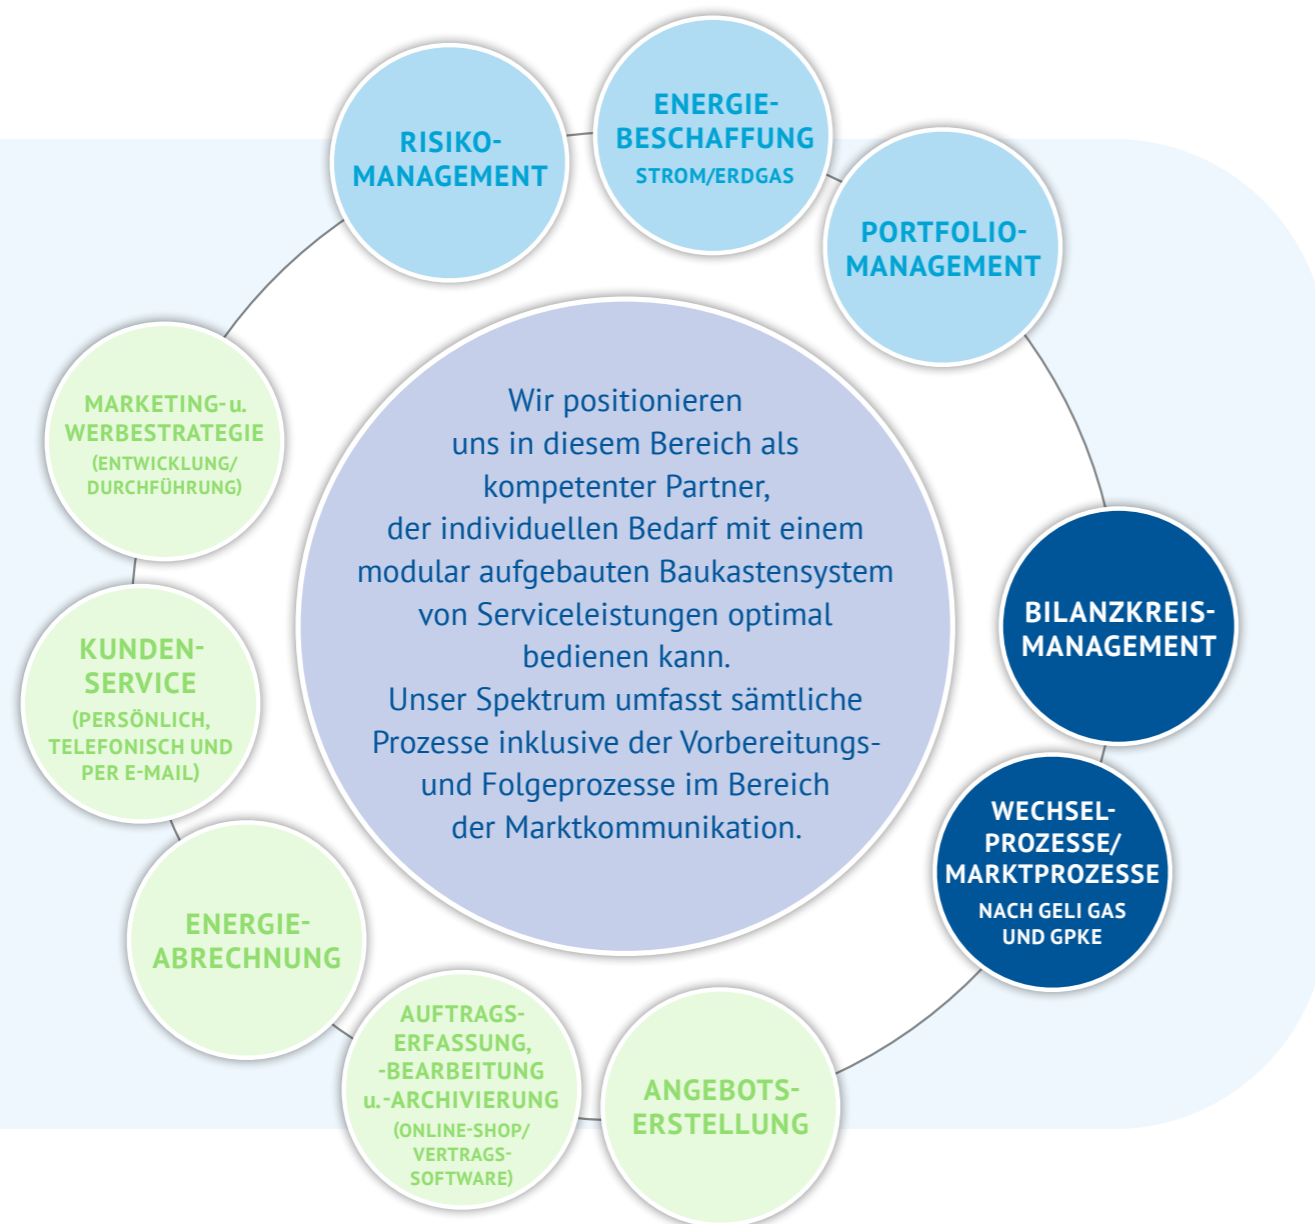 RISIKO-
MANAGEMENT
ENERGIE-
BESCHAFFUNG
STROM/ERDGAS
PORTFOLIO-
MANAGEMENT
BILANZKREIS-
MANAGEMENT
WECHSEL-
PROZESSE/
MARKTPROZESSE
NACH GELI GAS
UND GPKE
ANGEBOTS-
ERSTELLUNG
AUFTRAGS-
ERFASSUNG,
-BEARBEITUNG
u.-ARCHIVIERUNG
(ONLINE-SHOP/
VERTRAGS-
SOFTWARE)
ENERGIE-
ABRECHNUNG
KUNDEN-
SERVICE
(PERSÖNLICH,
TELEFONISCH UND
PER E-MAIL)
MARKETING-u.
WERBESTRATEGIE
(ENTWICKLUNG/
DURCHFÜHRUNG)
Wir positionieren
uns in diesem Bereich als
kompetenter Partner,
der individuellen Bedarf mit einem
modular aufgebauten Baukastensystem
von Serviceleistungen optimal
bedienen kann.
Unser Spektrum umfasst sämtliche
Prozesse inklusive der Vorbereitungs-
und Folgeprozesse im Bereich
der Marktkommunikation.